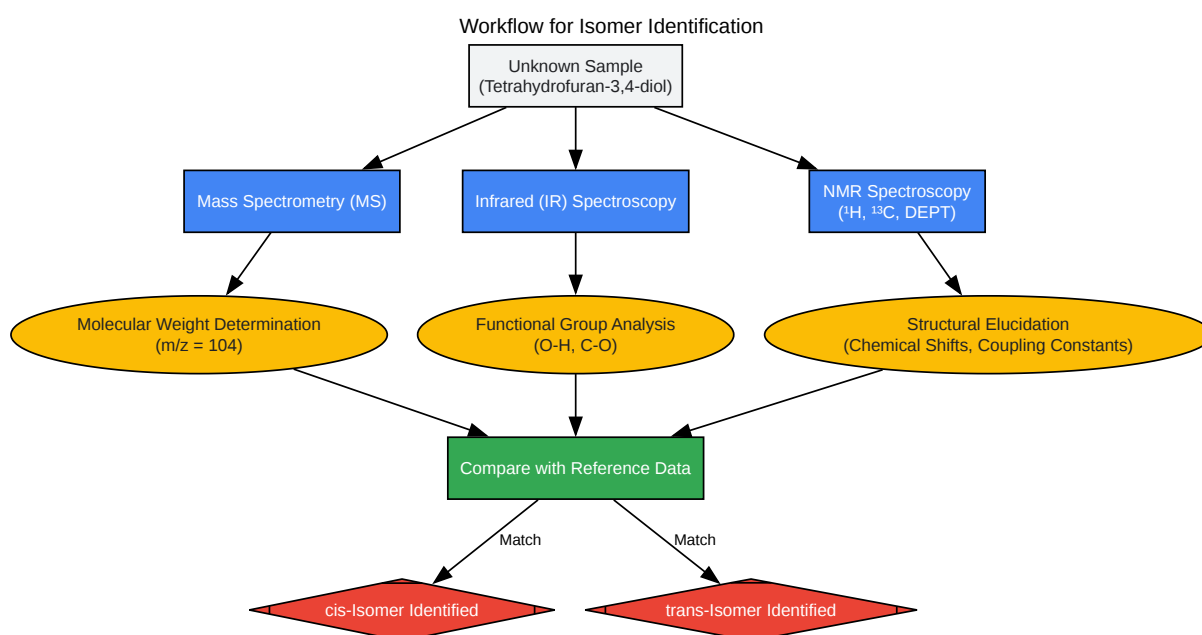 Workflow for Isomer Identification
Unknown Sample
(Tetrahydrofuran-3,4-diol)
Mass Spectrometry (MS)
Infrared (IR) Spectroscopy
NMR Spectroscopy
(¹H, ¹³C, DEPT)
Molecular Weight Determination
(m/z = 104)
Functional Group Analysis
(O-H, C-O)
Structural Elucidation
(Chemical Shifts, Coupling Constants)
Compare with Reference Data
Match
Match
cis-Isomer Identified
trans-Isomer Identified